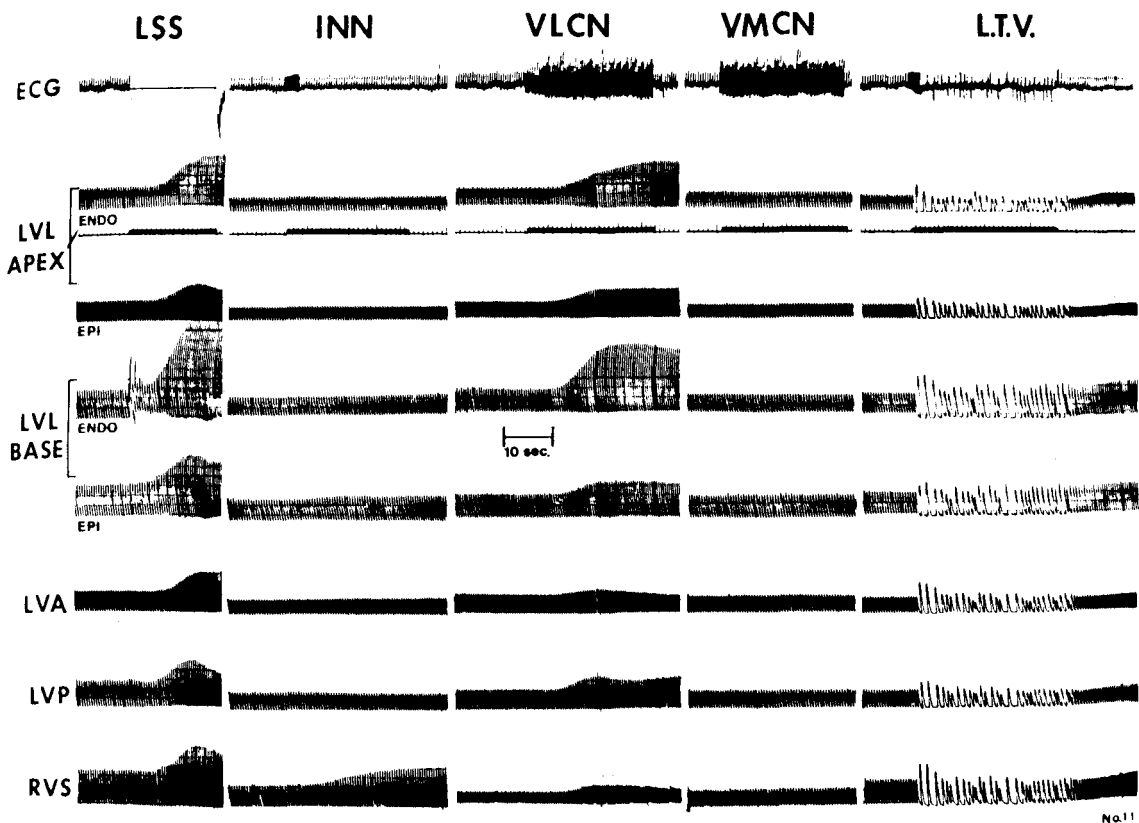 LSS INN VLCN VMCN L.T.V.
ECG
ENDO
LVL
APEX
EPI
ENDO
LVL
BASE
10 sec.
EPI
LVA
LVP
RVS
No.11